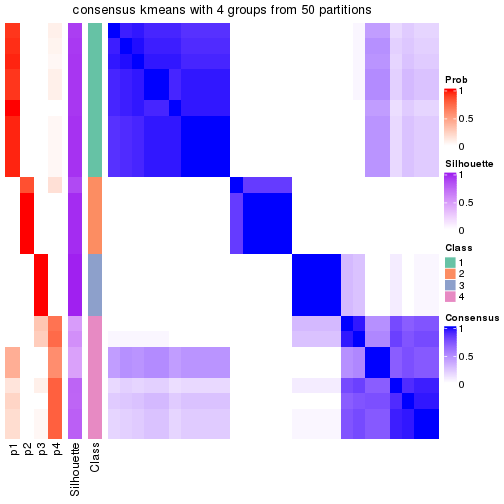 consensus kmeans with 4 groups from 50 partitions
Prob
1
0.5
0
Silhouette
1
0.5
0
Class
1
2
3
4
Consensus
1
0.5
0
p1
p2
p3
p4
Silhouette
Class